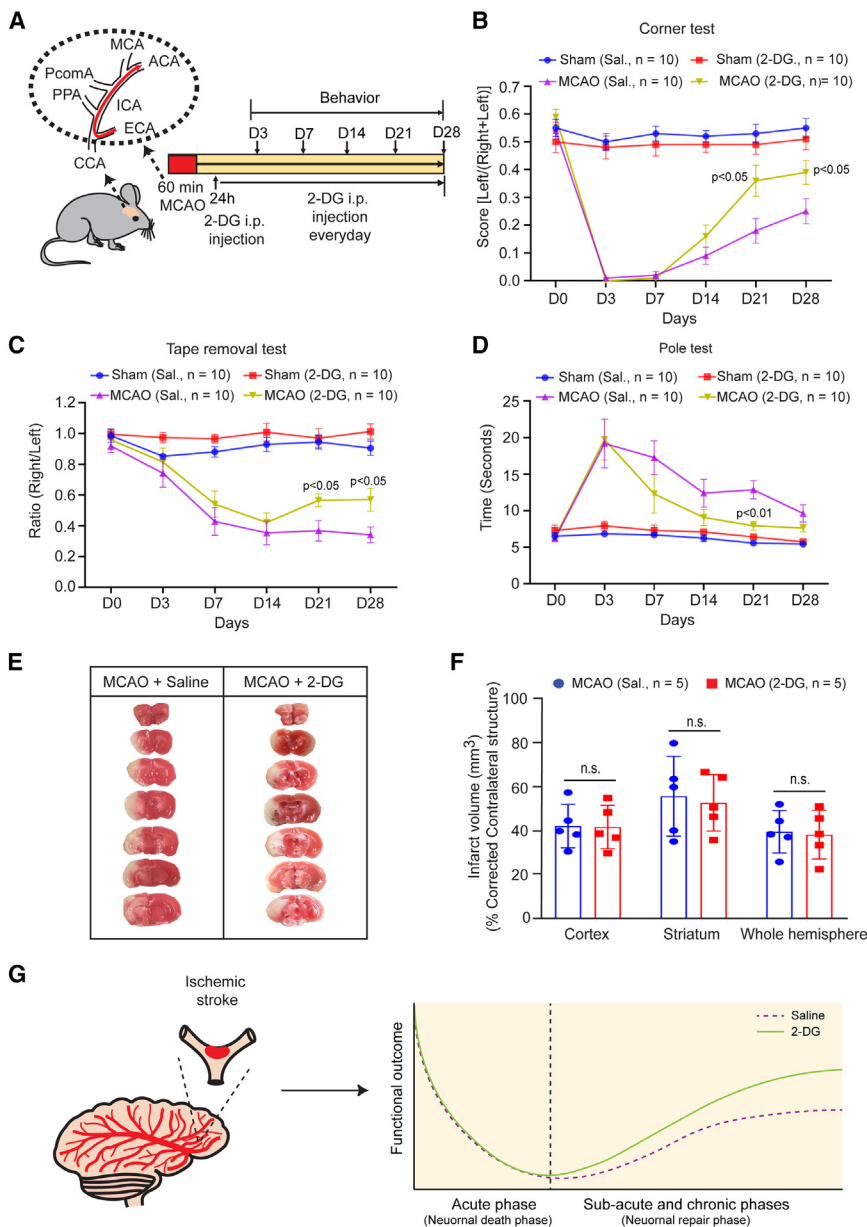 A
MCA
ACA
PcomA
PPA
ICA
ECA
CCA
Behavior
D3 D7 D14 D21 D28
60 min
MCAO
24h
2-DG i.p.
injection
2-DG i.p.
injection
everyday
B
Corner test
Sham (Sal., n = 10) Sham (2-DG., n = 10)
MCAO (Sal., n = 10) MCAO (2-DG, n)= 10)
Score [Left/(Right+Left)]
0.7
0.6
0.5
0.4
0.3
0.2
0.1
0.0
p<0.05
p<0.05
D0 D3 D7 D14 D21 D28
Days
C
Tape removal test
Sham (Sal., n = 10) Sham (2-DG, n = 10)
MCAO (Sal., n = 10) MCAO (2-DG, n = 10)
Ratio (Right/Left)
1.2
1.0
0.8
0.6
0.4
0.2
0.0
p<0.05 p<0.05
D0 D3 D7 D14 D21 D28
Days
D
Pole test
Sham (Sal., n = 10) Sham (2-DG, n = 10)
MCAO (Sal., n = 10) MCAO (2-DG, n = 10)
Time (Seconds)
25
20
15
10
5
0
p<0.01
D0 D3 D7 D14 D21 D28
Days
E
MCAO + Saline MCAO + 2-DG
F
MCAO (Sal., n = 5) MCAO (2-DG, n = 5)
Infarct volume (mm3)
(% Corrected Contralateral structure)
100
80
60
40
20
0
n.s.
n.s.
n.s.
Cortex Striatum Whole hemisphere
G
Ischemic
stroke
Functional outcome
Saline
2-DG
Acute phase
(Neuornal death phase)
Sub-acute and chronic phases
(Neuornal repair phase)